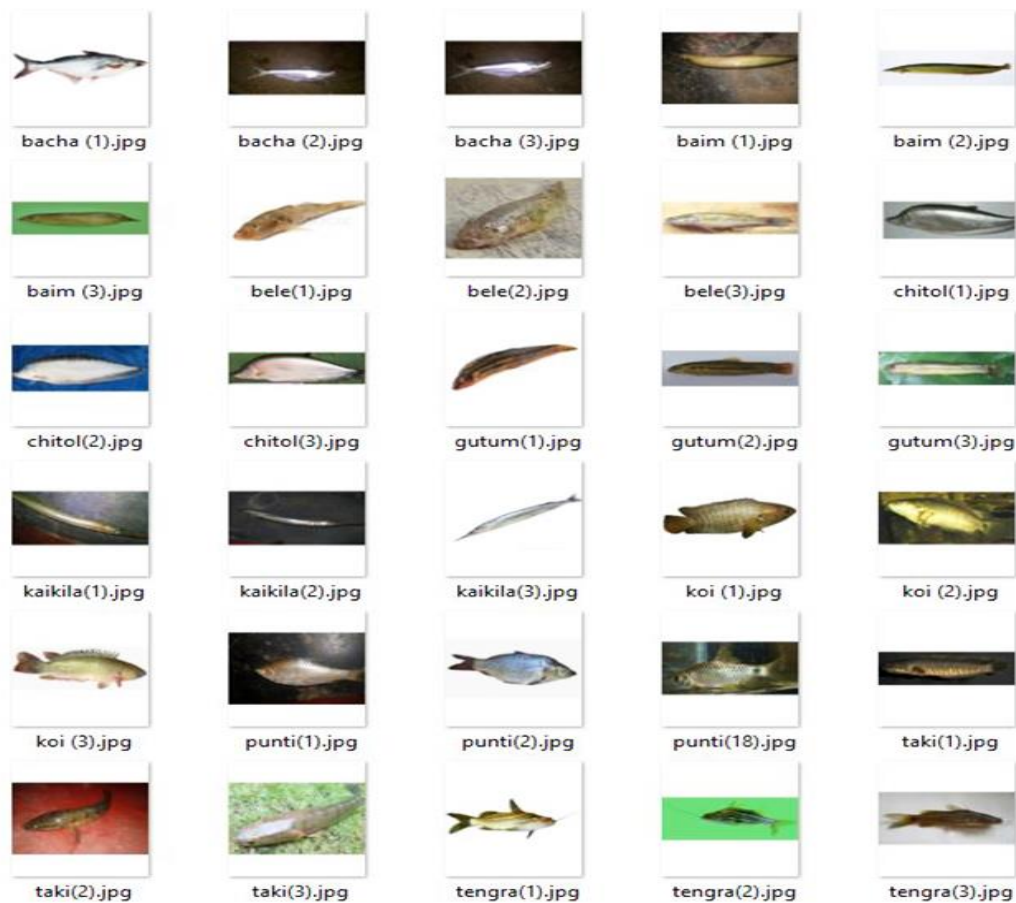 bacha (1).jpg bacha (2).jpg bacha (3).jpg baim (1).jpg baim (2).jpg
baim (3).jpg bele(1).jpg bele(2).jpg bele(3).jpg chitol(1).jpg
chitol(2).jpg chitol(3).jpg gutum(1).jpg gutum(2).jpg gutum(3).jpg
kaikila(1).jpg kaikila(2).jpg kaikila(3).jpg koi (1).jpg koi (2).jpg
koi (3).jpg punti(1).jpg punti(2).jpg punti(18).jpg taki(1).jpg
taki(2).jpg taki(3).jpg tengra(1).jpg tengra(2).jpg tengra(3).jpg